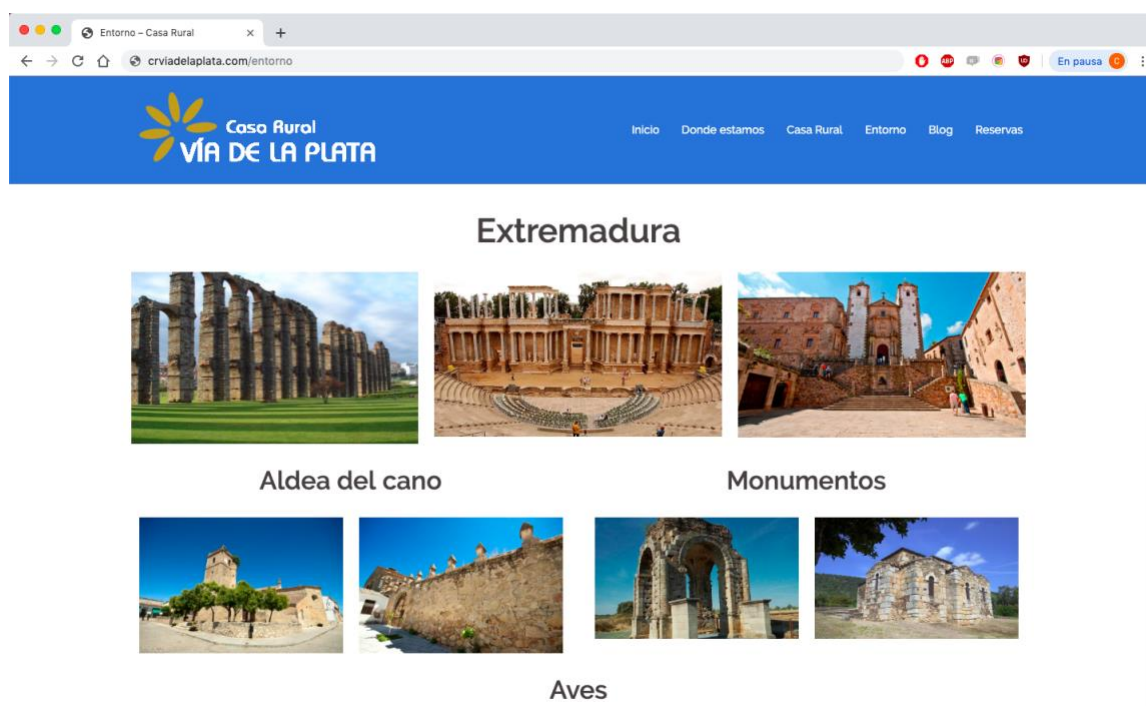 Entorno – Casa Rural
crviadelaplata.com/entorno
ABP
En pausa C
Casa Rural
VÍA DE LA PLATA
Inicio Donde estamos Casa Rural Entorno Blog Reservas
Extremadura
Aldea del cano Monumentos
Aves